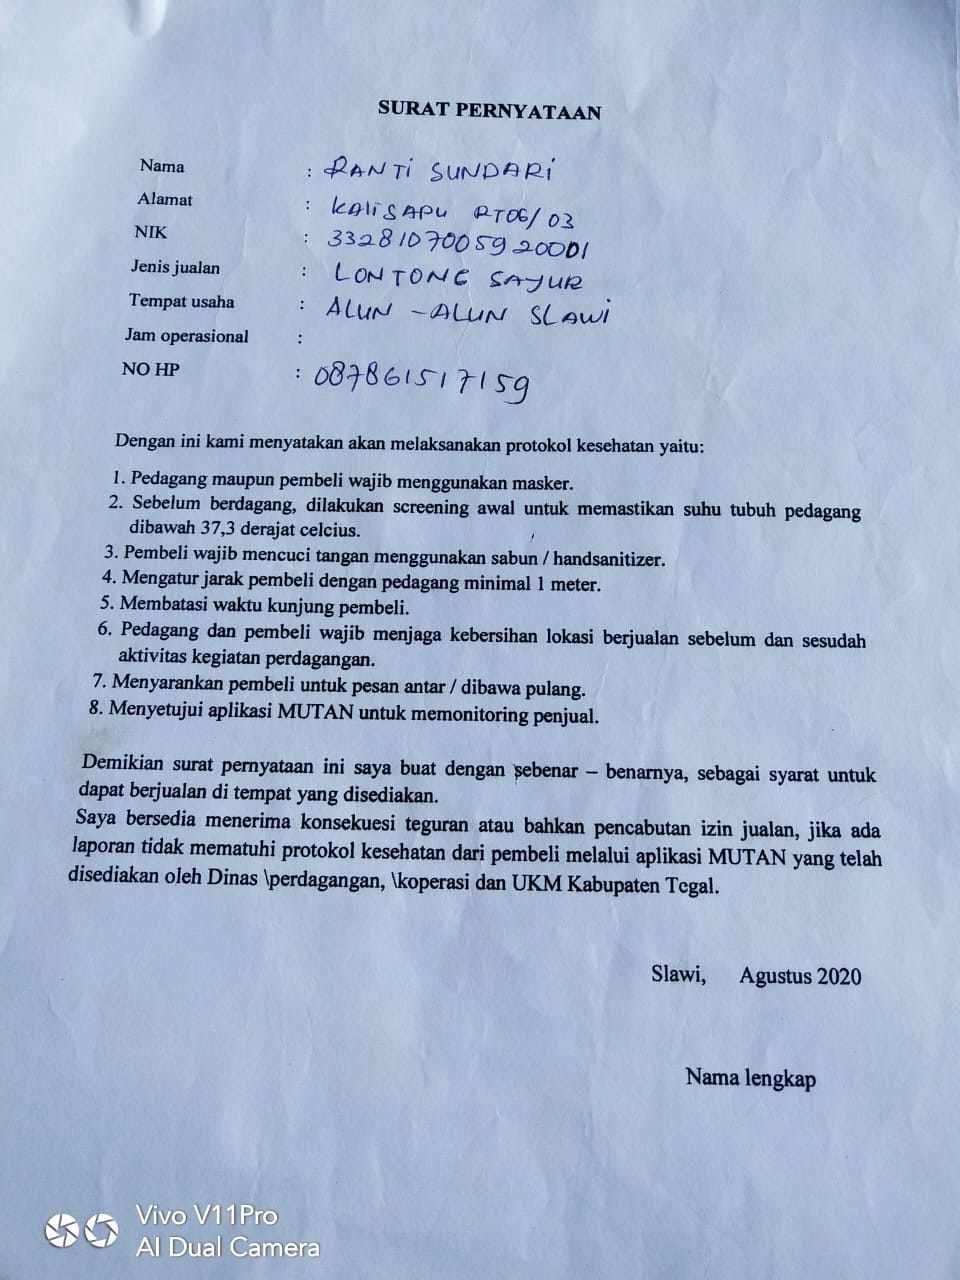 SURAT PERNYATAAN
Nama : RANTI SUNDARI
Alamat : KALISAPU RT06/03
NIK : 3328107005920001
Jenis jualan : LONTONG SAYUR
Tempat usaha : ALUN - ALUN SLAWI
Jam operasional :
NO HP : 087861517159
Dengan ini kami menyatakan akan melaksanakan protokol kesehatan yaitu:
1. Pedagang maupun pembeli wajib menggunakan masker.
2. Sebelum berdagang, dilakukan screening awal untuk memastikan suhu tubuh pedagang
dibawah 37,3 derajat celcius.
3. Pembeli wajib mencuci tangan menggunakan sabun / handsanitizer.
4. Mengatur jarak pembeli dengan pedagang minimal 1 meter.
5. Membatasi waktu kunjung pembeli.
6. Pedagang dan pembeli wajib menjaga kebersihan lokasi berjualan sebelum dan sesudah
aktivitas kegiatan perdagangan.
7. Menyarankan pembeli untuk pesan antar / dibawa pulang.
8. Menyetujui aplikasi MUTAN untuk memonitoring penjual.
Demikian surat pernyataan ini saya buat dengan sebenar – benarnya, sebagai syarat untuk
dapat berjualan di tempat yang disediakan.
Saya bersedia menerima konsekuesi teguran atau bahkan pencabutan izin jualan, jika ada
laporan tidak mematuhi protokol kesehatan dari pembeli melalui aplikasi MUTAN yang telah
disediakan oleh Dinas \perdagangan, \koperasi dan UKM Kabupaten Tegal.
Slawi, Agustus 2020
Nama lengkap
Vivo V11Pro
AI Dual Camera